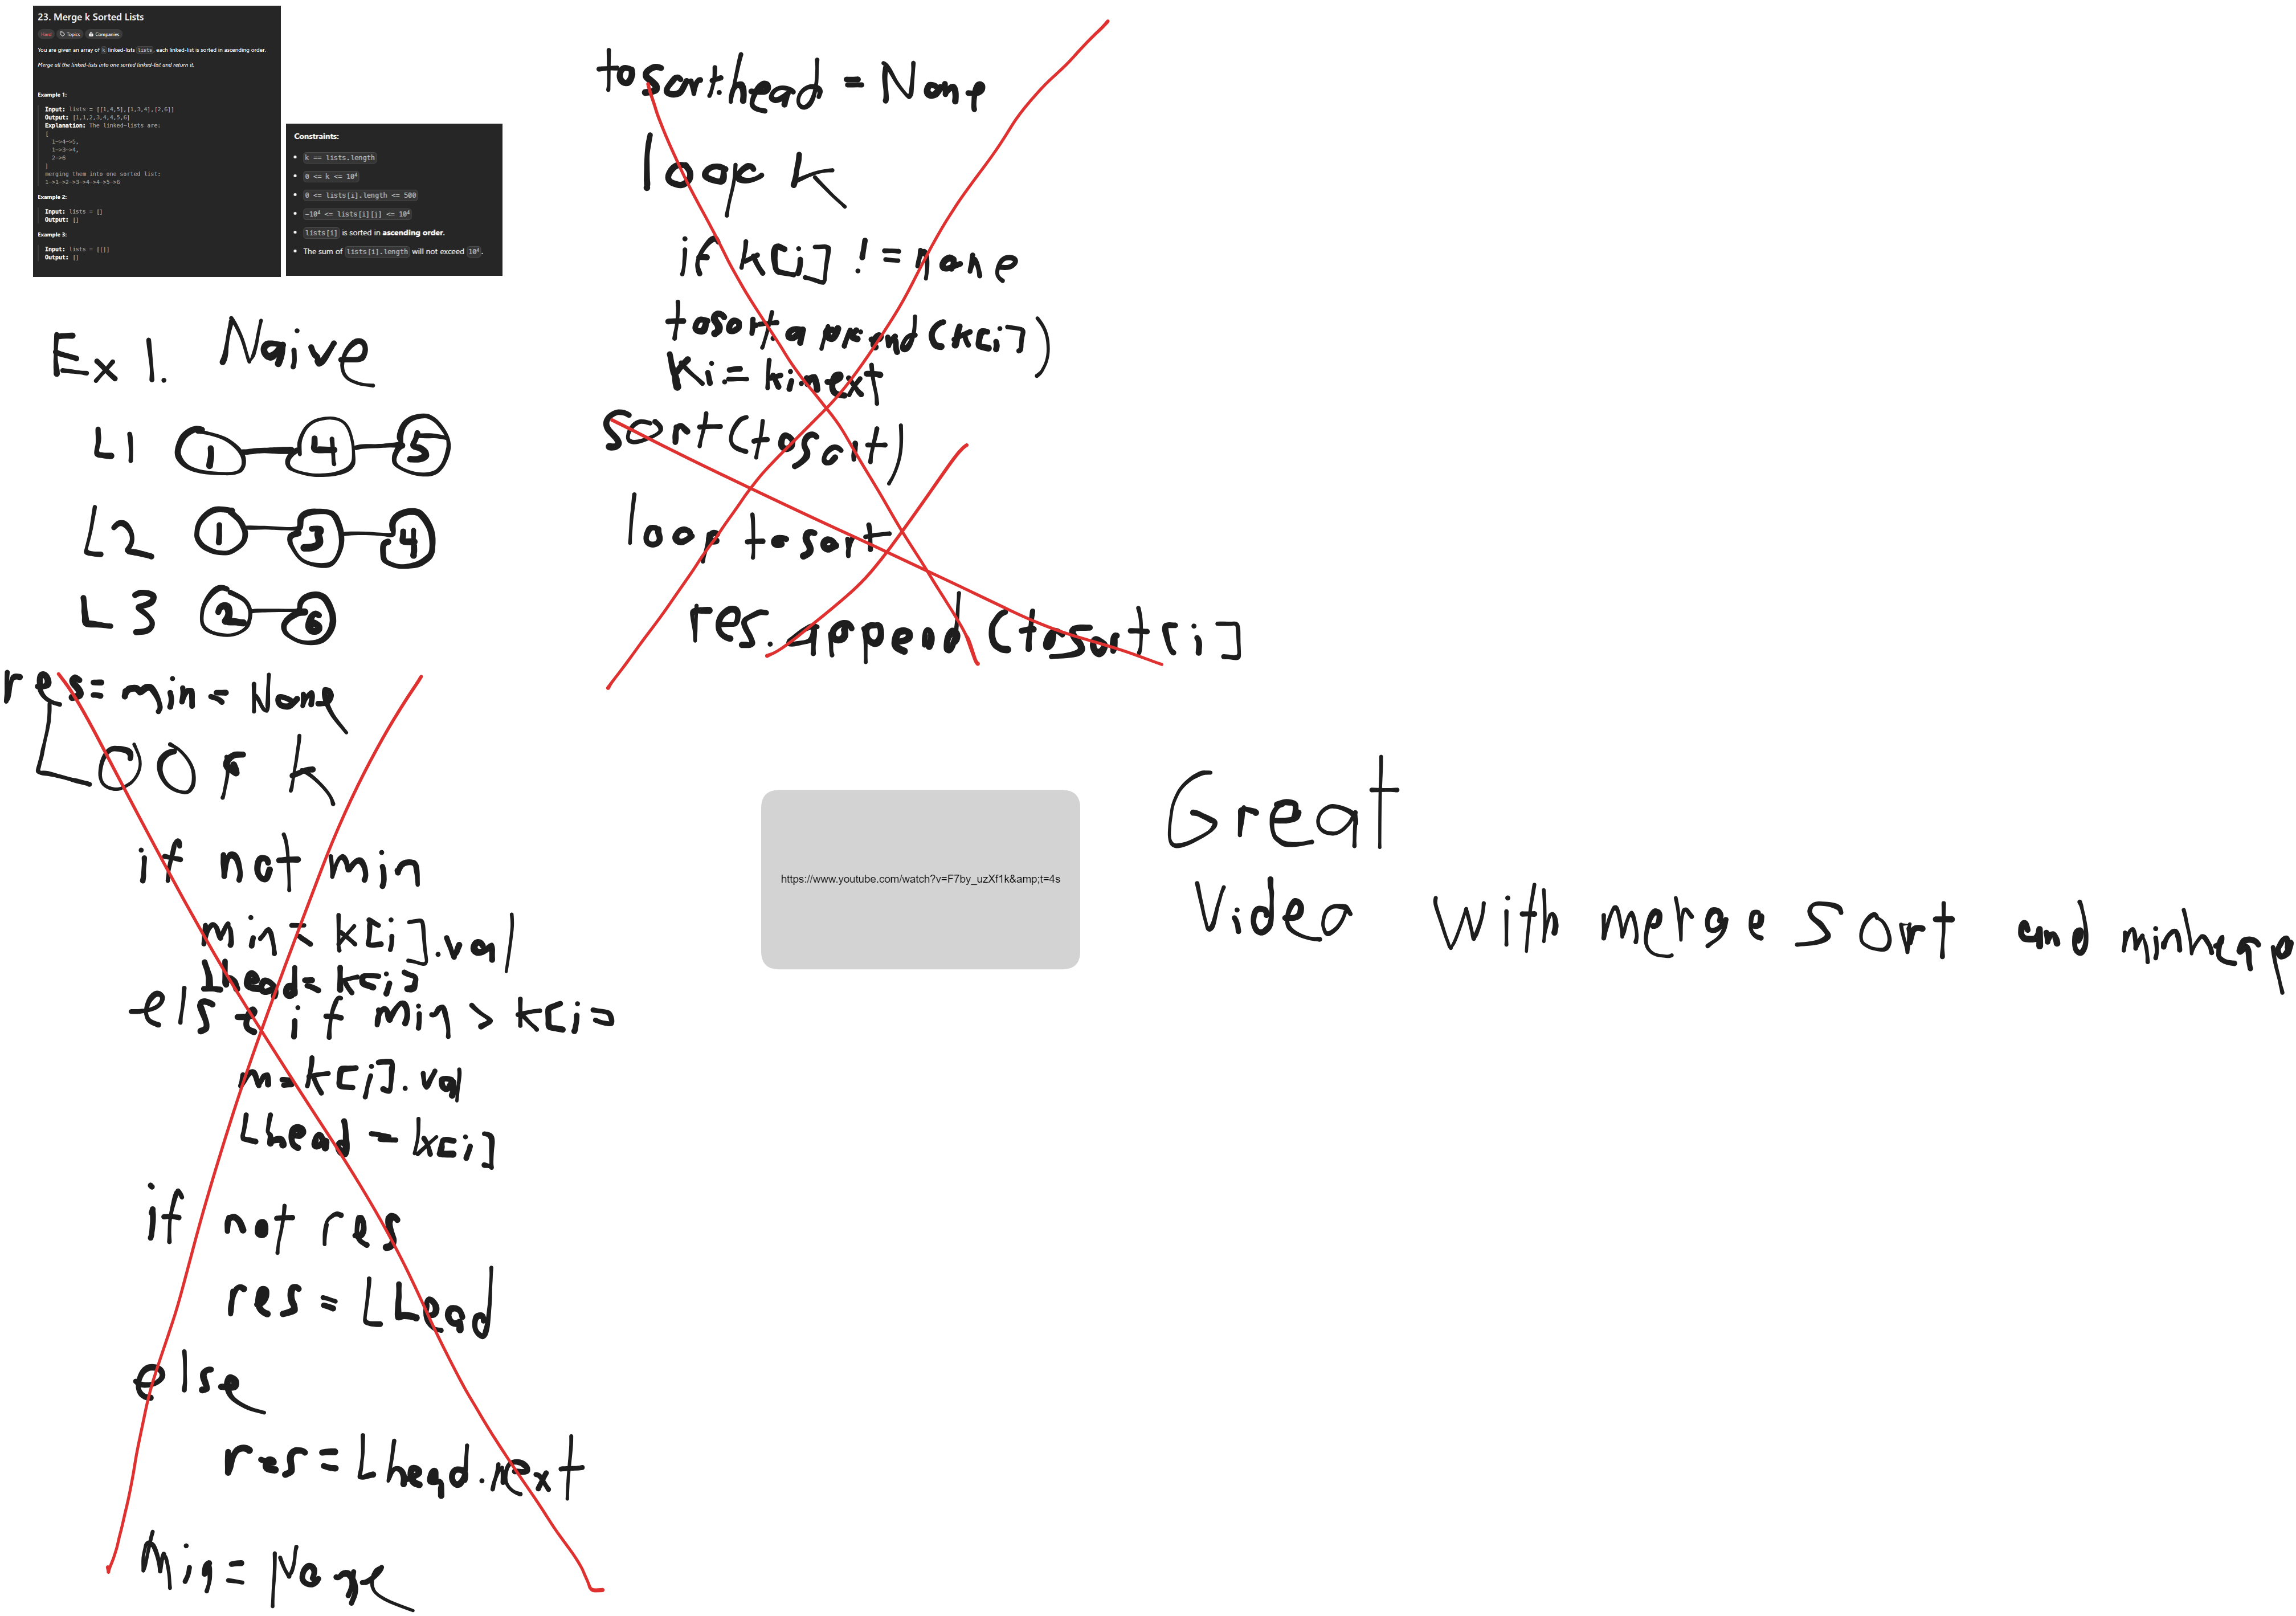 23. Merge k Sorted Lists
Hard Topics Companies
You are given an array of k linked-lists lists, each linked-list is sorted in ascending order.
Merge all the linked-lists into one sorted linked-list and return it.
Example 1:
Input: lists = [[1,4,5],[1,3,4],[2,6]]
Output: [1,1,2,3,4,4,5,6]
Explanation: The linked-lists are:
[
1->4->5,
1->3->4,
2->6
]
merging them into one sorted list:
1->1->2->3->4->4->5->6
Example 2:
Input: lists = []
Output: []
Example 3:
Input: lists = [[]]
Output: []
Constraints:
k == lists.length
0 <= k <= 10⁴
0 <= lists[i].length <= 500
-10⁴ <= lists[i][j] <= 10⁴
lists[i] is sorted in ascending order.
The sum of lists[i].length will not exceed 10⁴.
Ex 1. Naive
L1 1 4 5
L2 1 3 4
L3 2 6
res = min = None
Loop k
if not min
min = k[i].val
Lhead = k[i]
else if min > k[i]
m = k[i].val
Lhead = k[i]
if not res
res = LHead
else
res = Lhead.next
Min = None
tosort.head = None
loop k
if k[i] != none
tosort.append(k[i])
Ki = ki.next
Sort(tosort)
loop tosort
res.append(tosort[i]
https://www.youtube.com/watch?v=F7by_uzXf1k&amp;t=4s
Great
Video With merge sort and minheap